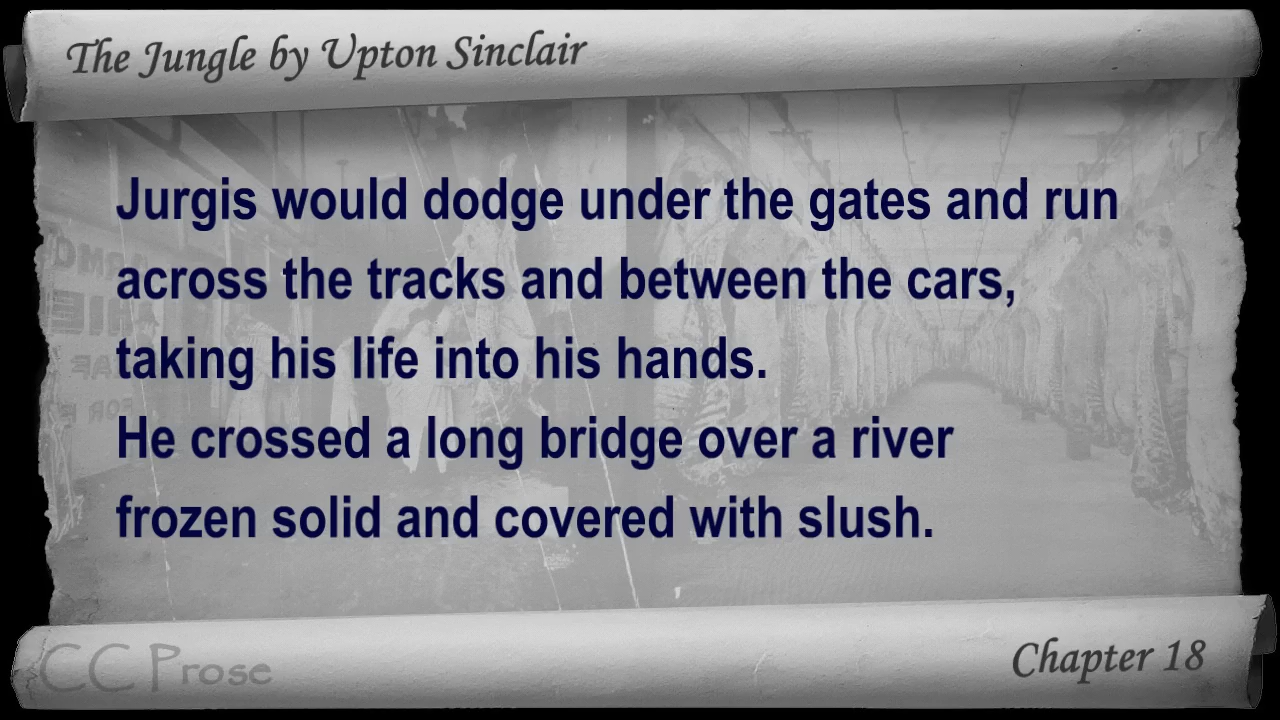 The Jungle by Upton Sinclair
Jurgis would dodge under the gates and run
across the tracks and between the cars,
taking his life into his hands.
He crossed a long bridge over a river
frozen solid and covered with slush.
CC Prose
Chapter 18